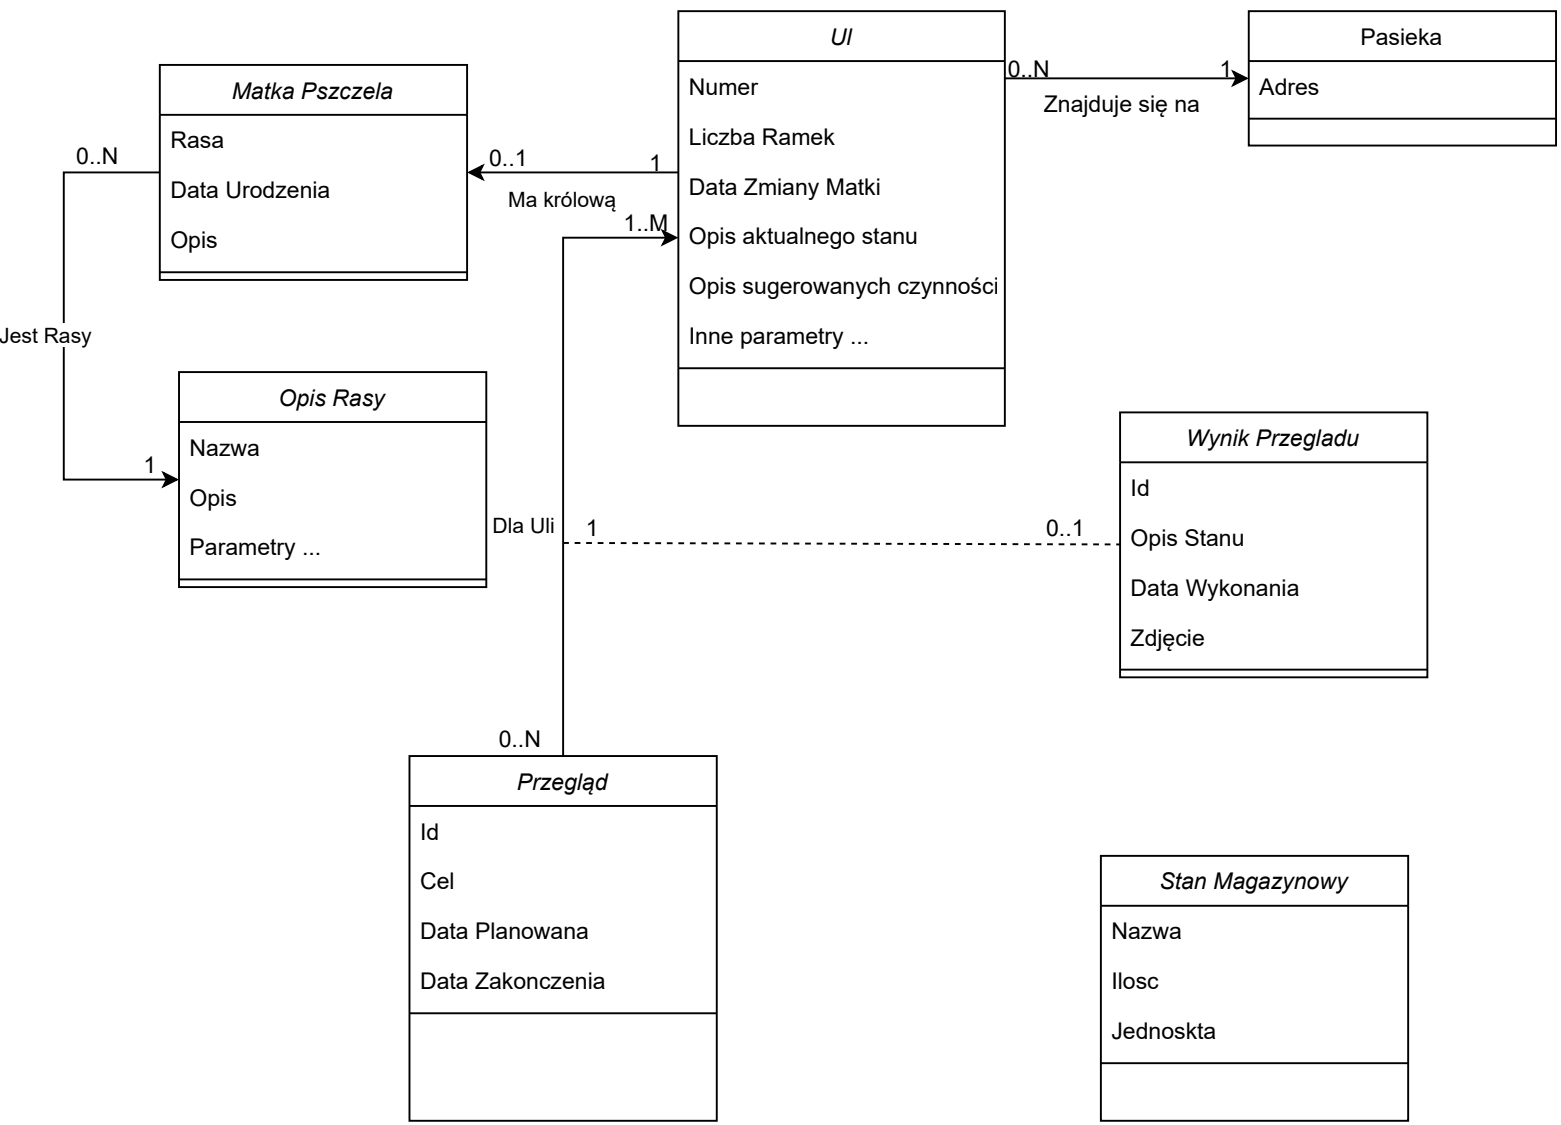 Ul
Numer
Liczba Ramek
Data Zmiany Matki
Opis aktualnego stanu
Opis sugerowanych czynności
Inne parametry ...
Pasieka
Adres
0..N
1
Znajduje się na
Matka Pszczela
Rasa
Data Urodzenia
Opis
0..1
1
Ma królową
0..N
Jest Rasy
1
Opis Rasy
Nazwa
Opis
Parametry ...
1..M
Dla Uli
1
0..1
0..N
Wynik Przegladu
Id
Opis Stanu
Data Wykonania
Zdjęcie
Przegląd
Id
Cel
Data Planowana
Data Zakonczenia
Stan Magazynowy
Nazwa
Ilosc
Jednoskta